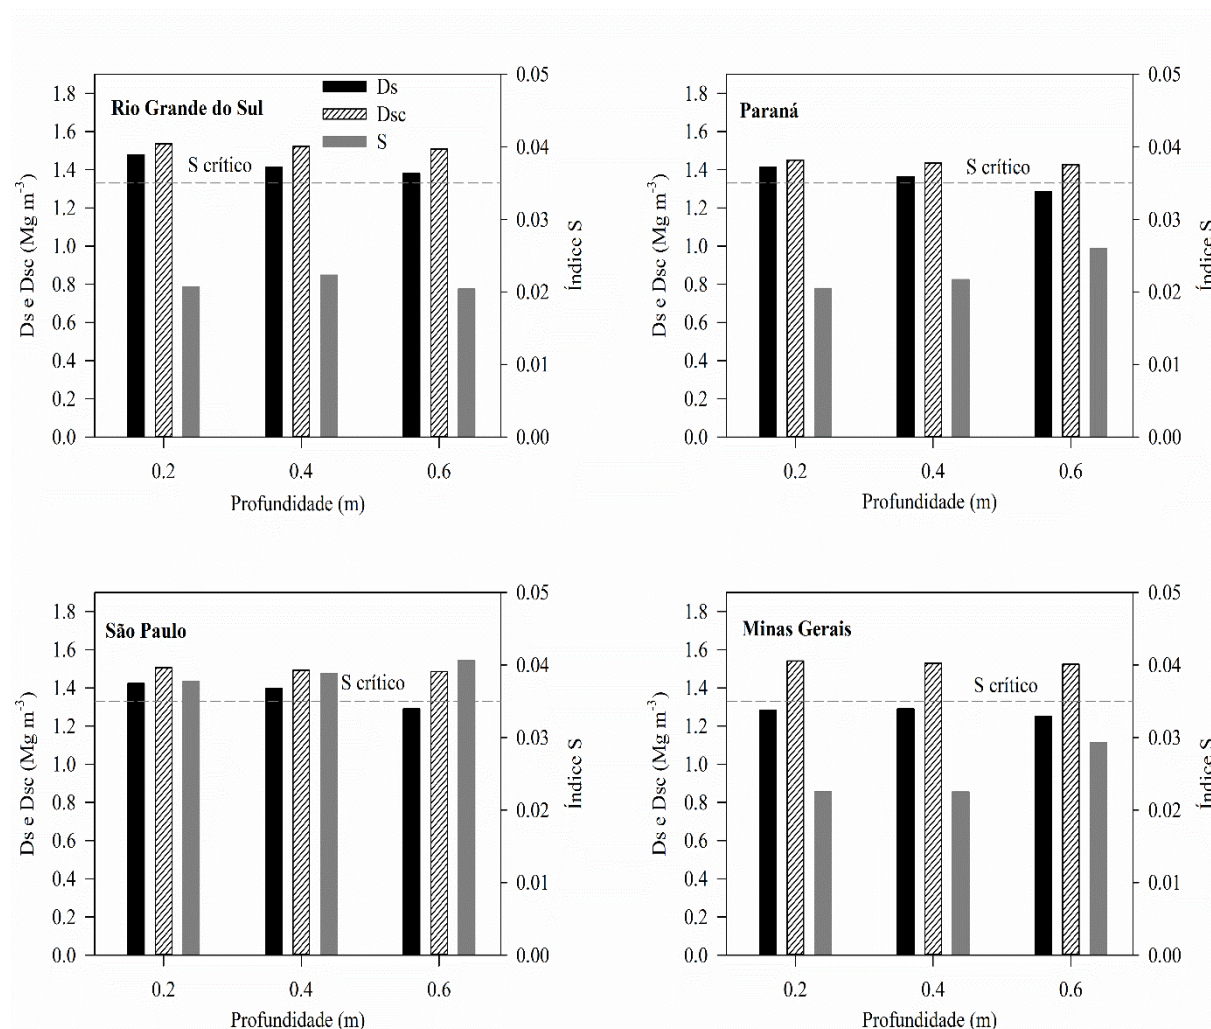 Rio Grande do Sul
Ds
Dsc
S
S crítico
Ds e Dsc (Mg m⁻³)
1.8
1.6
1.4
1.2
1.0
0.8
0.6
0.4
0.2
0.0
0.05
0.04
0.03
0.02
0.01
0.00
Índice S
0.2 0.4 0.6
Profundidade (m)
Paraná
S crítico
Ds e Dsc (Mg m⁻³)
1.8
1.6
1.4
1.2
1.0
0.8
0.6
0.4
0.2
0.0
0.05
0.04
0.03
0.02
0.01
0.00
Índice S
0.2 0.4 0.6
Profundidade (m)
São Paulo
S crítico
Ds e Dsc (Mg m⁻³)
1.8
1.6
1.4
1.2
1.0
0.8
0.6
0.4
0.2
0.0
0.05
0.04
0.03
0.02
0.01
0.00
Índice S
0.2 0.4 0.6
Profundidade (m)
Minas Gerais
S crítico
Ds e Dsc (Mg m⁻³)
1.8
1.6
1.4
1.2
1.0
0.8
0.6
0.4
0.2
0.0
0.05
0.04
0.03
0.02
0.01
0.00
Índice S
0.2 0.4 0.6
Profundidade (m)